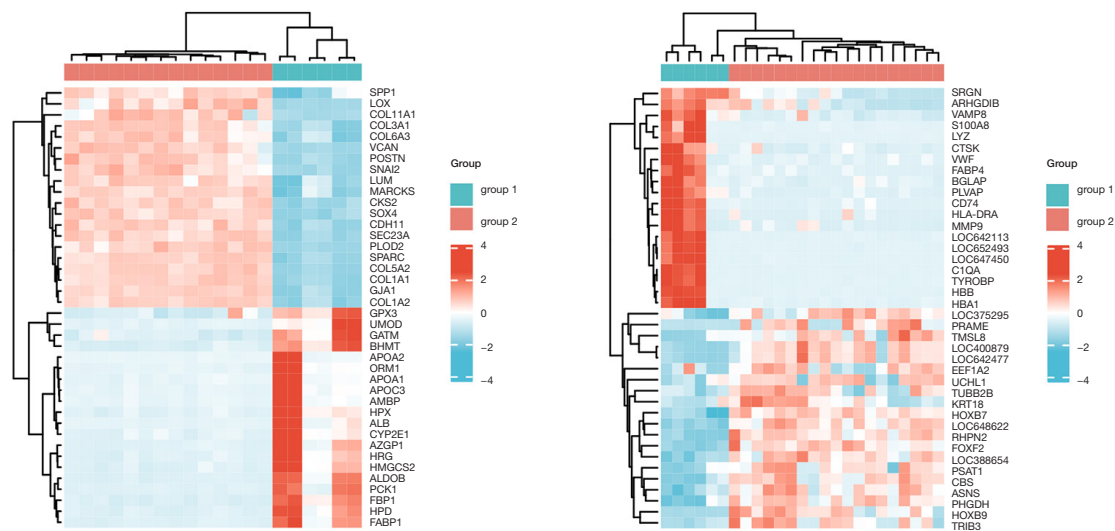 SPP1
LOX
COL11A1
COL3A1
COL6A3
VCAN
POSTN
SNAI2
LUM
MARCKS
CKS2
SOX4
CDH11
SEC23A
PLOD2
SPARC
COL5A2
COL1A1
GJA1
COL1A2
GPX3
UMOD
GATM
BHMT
APOA2
ORM1
APOA1
APOC3
AMBP
HPX
ALB
CYP2E1
AZGP1
HRG
HMGCS2
ALDOB
PCK1
FBP1
HPD
FABP1
Group
group 1
group 2
4
2
0
−2
−4
SRGN
ARHGDIB
VAMP8
S100A8
LYZ
CTSK
VWF
FABP4
BGLAP
PLVAP
CD74
HLA-DRA
MMP9
LOC642113
LOC652493
LOC647450
C1QA
TYROBP
HBB
HBA1
LOC375295
PRAME
TMSL8
LOC400879
LOC642477
EEF1A2
UCHL1
TUBB2B
KRT18
HOXB7
LOC648622
RHPN2
FOXF2
LOC388654
PSAT1
CBS
ASNS
PHGDH
HOXB9
TRIB3
Group
group 1
group 2
4
2
0
−2
−4